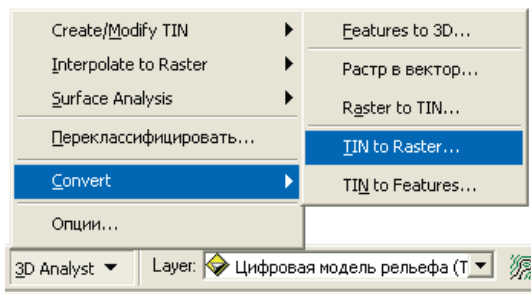 Create/Modify TIN
Interpolate to Raster
Surface Analysis
Переклассифицировать...
Convert
Опции...
Features to 3D...
Растр в вектор...
Raster to TIN...
TIN to Raster...
TIN to Features...
3D Analyst
Layer: Цифровая модель рельефа (T